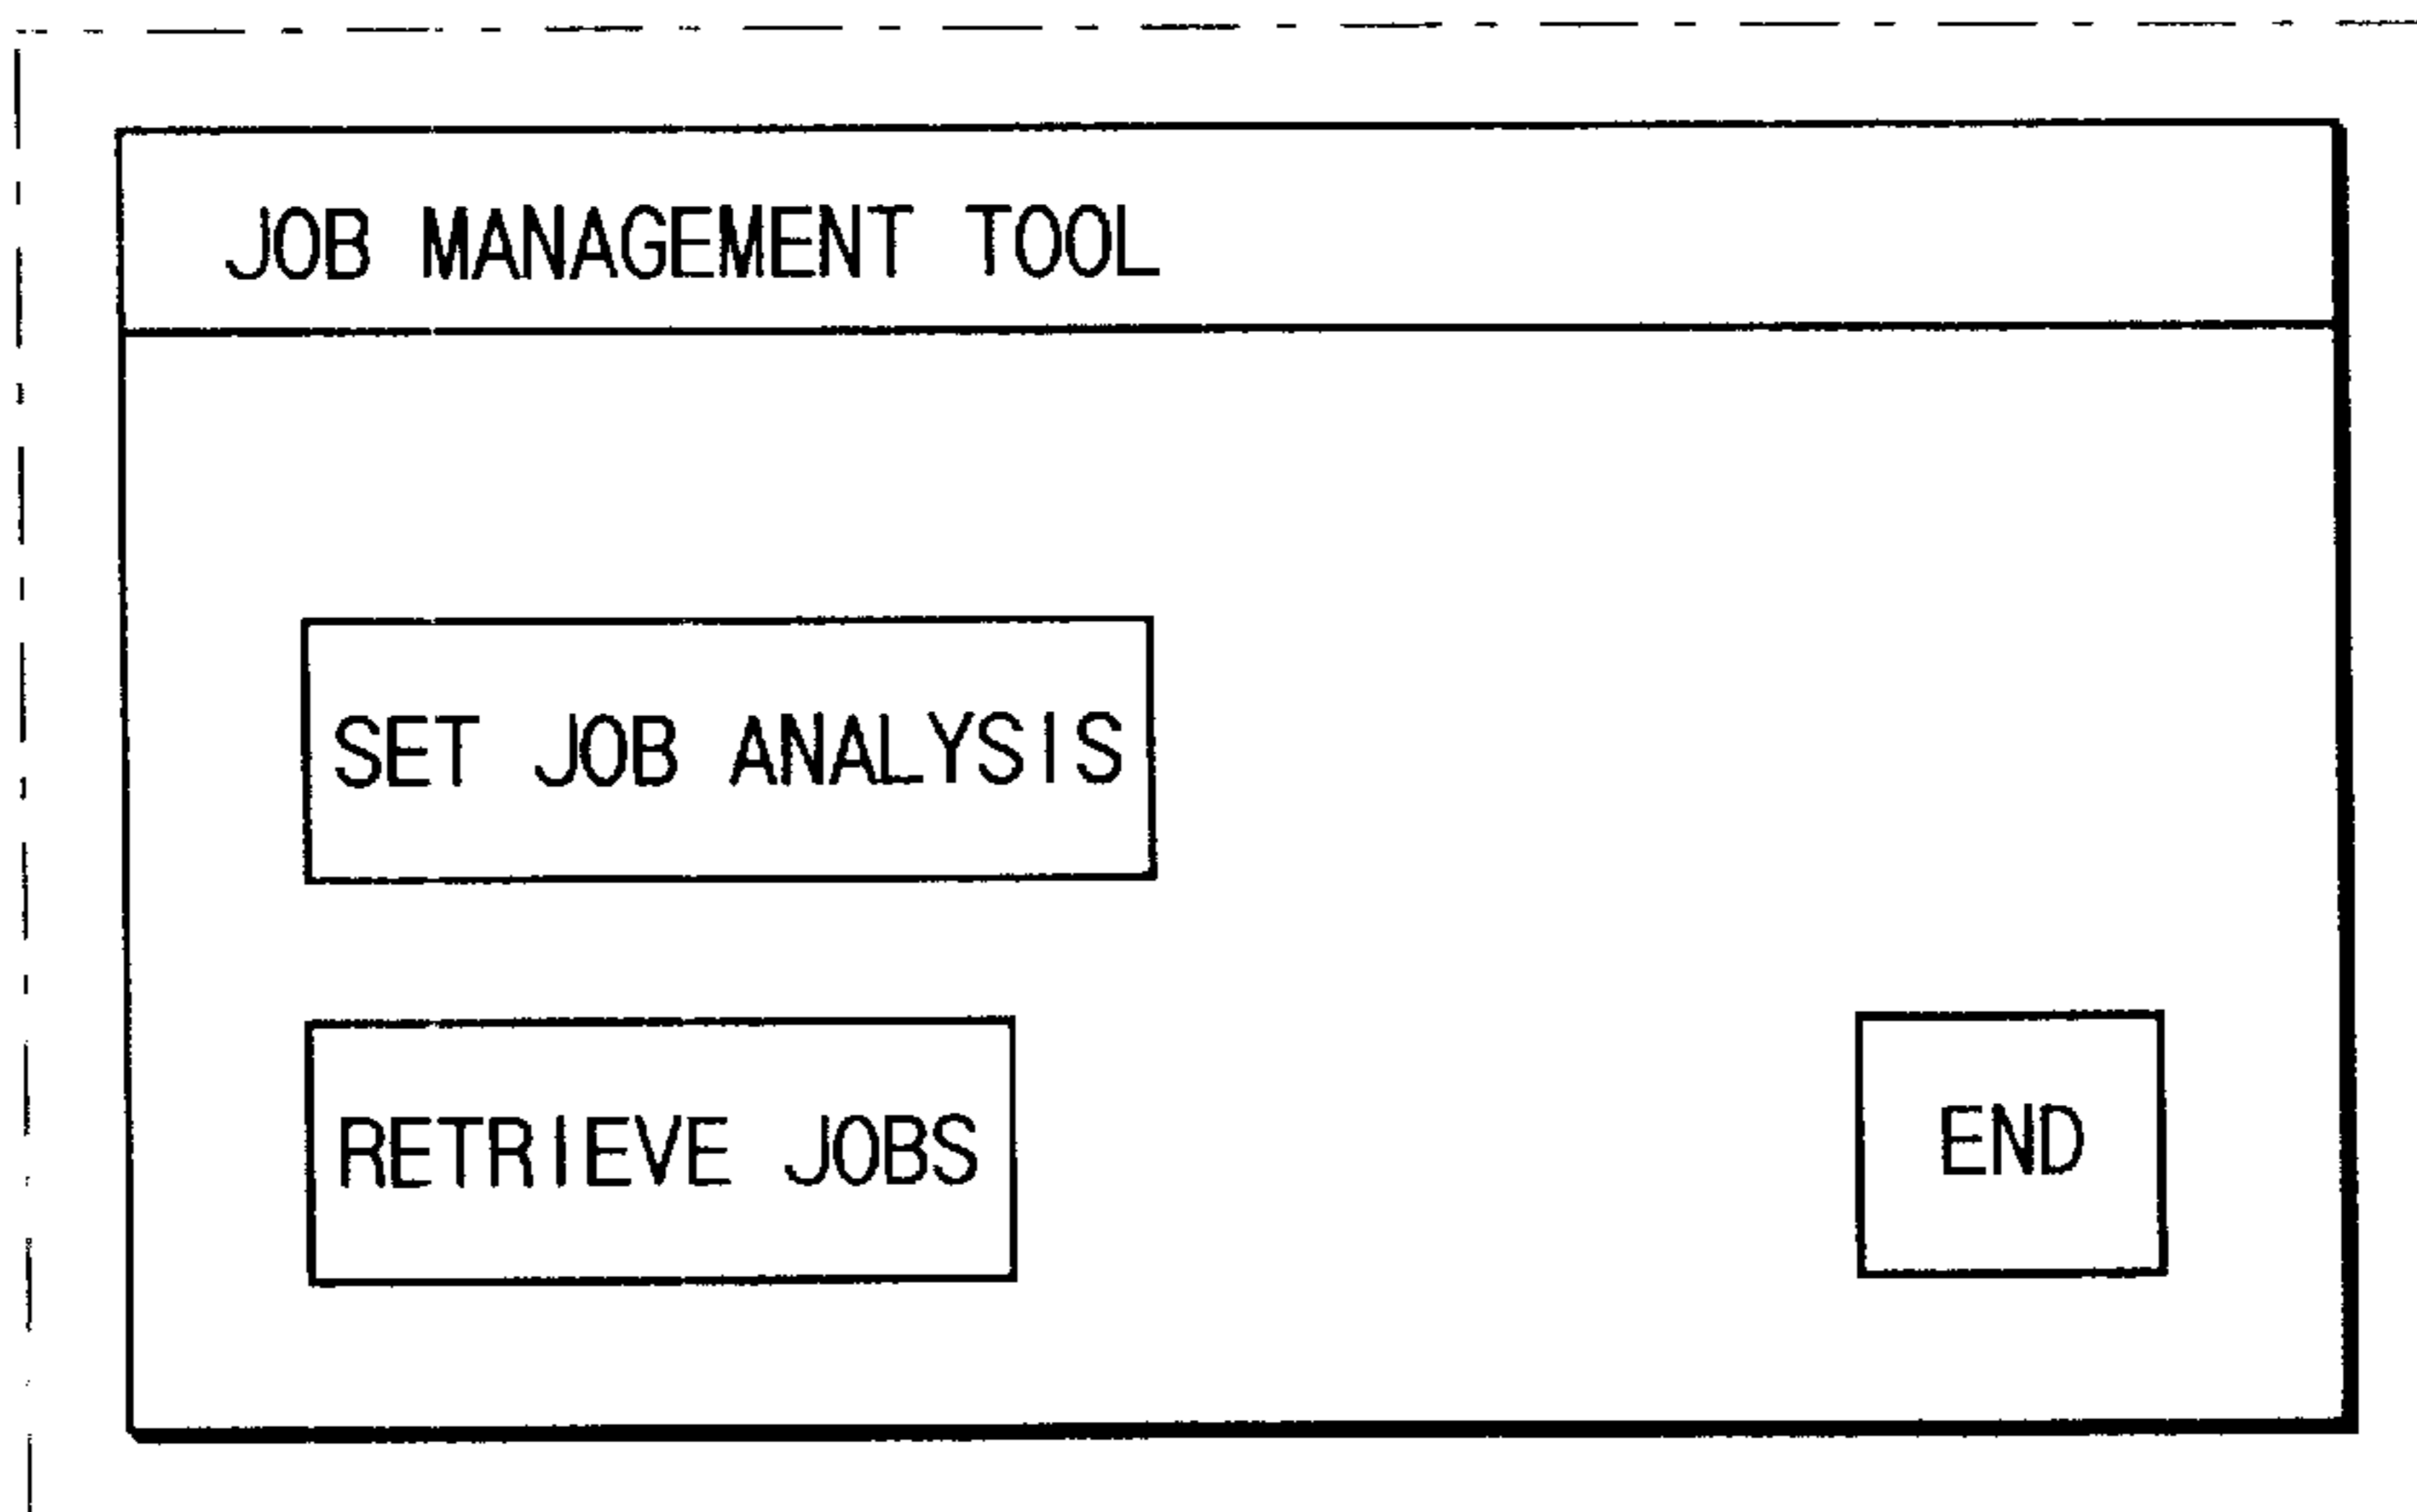 JOB MANAGEMENT TOOL
SET JOB ANALYSIS
RETRIEVE JOBS
END